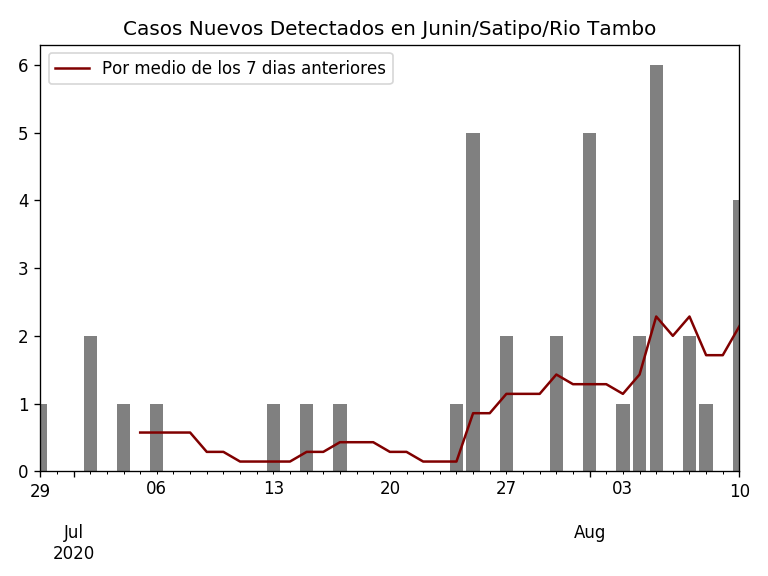 Casos Nuevos Detectados en Junin/Satipo/Rio Tambo
Por medio de los 7 dias anteriores
6
5
4
3
2
1
0
29 06 13 20 27 03 10
Jul Aug
2020